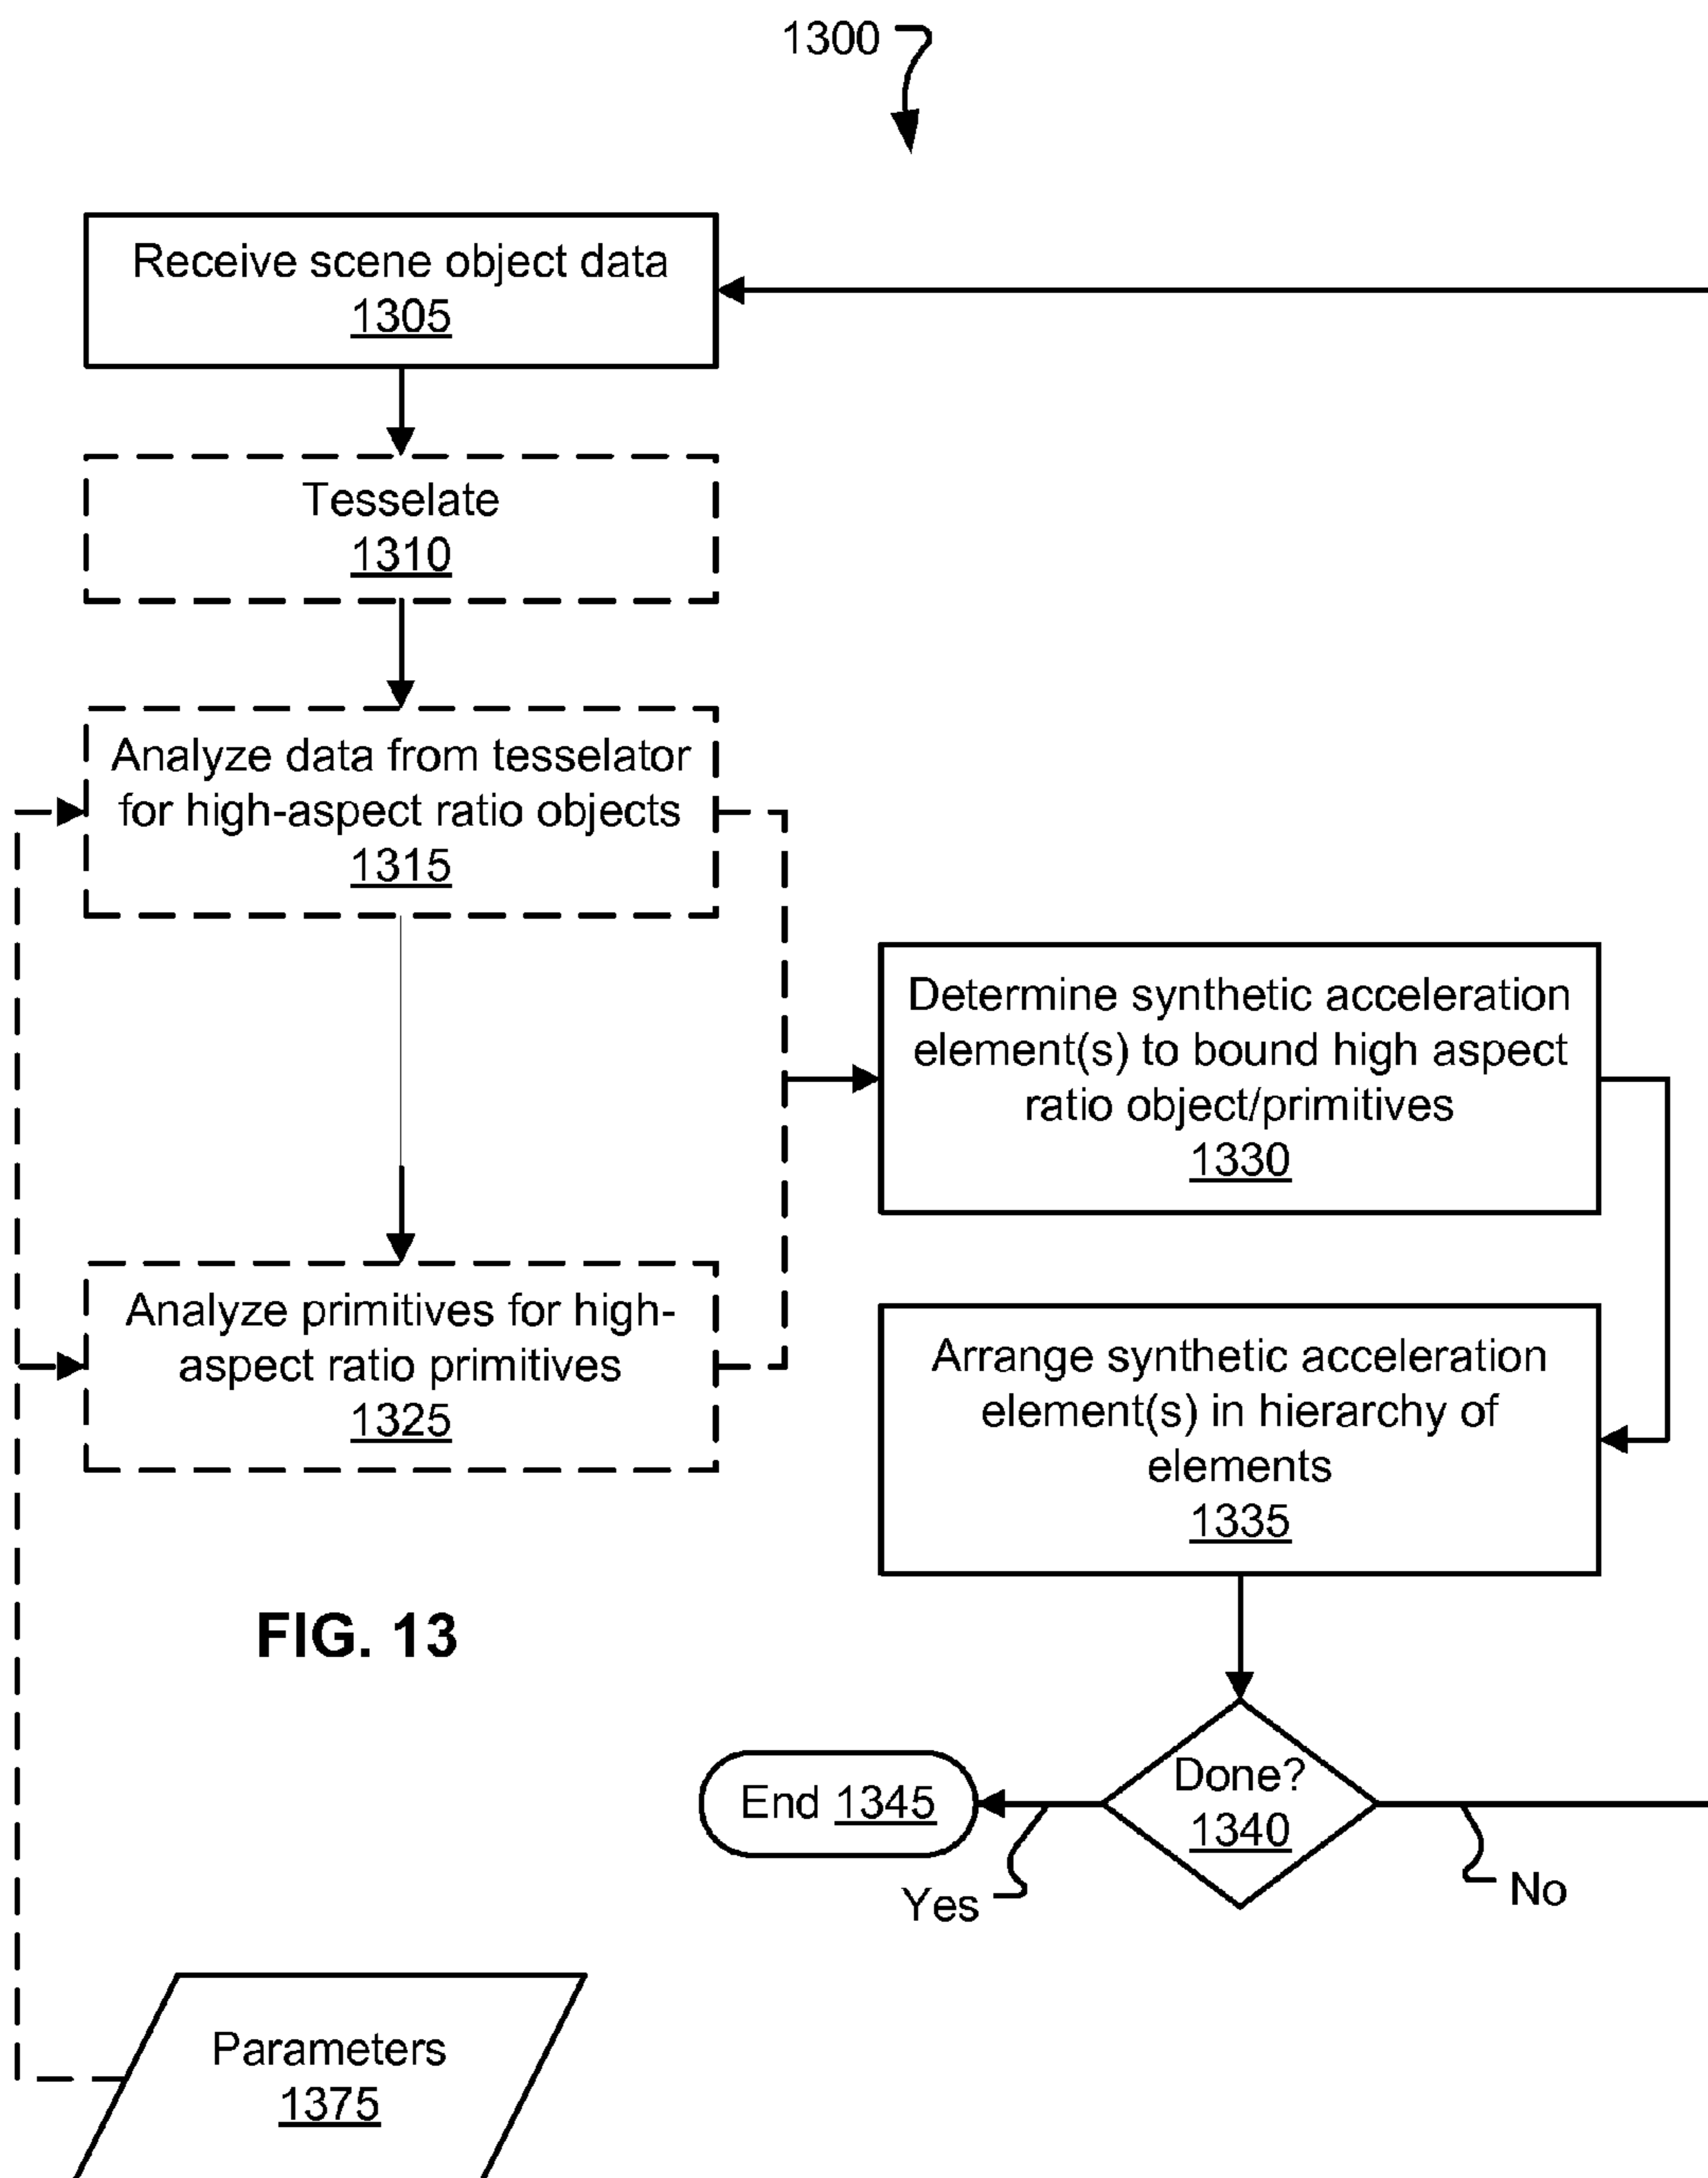 1300
Receive scene object data
1305
Tesselate
1310
Analyze data from tesselator
for high-aspect ratio objects
1315
Analyze primitives for high-
aspect ratio primitives
1325
Determine synthetic acceleration
element(s) to bound high aspect
ratio object/primitives
1330
Arrange synthetic acceleration
element(s) in hierarchy of
elements
1335
FIG. 13
Done?
1340
End 1345
Yes
No
Parameters
1375